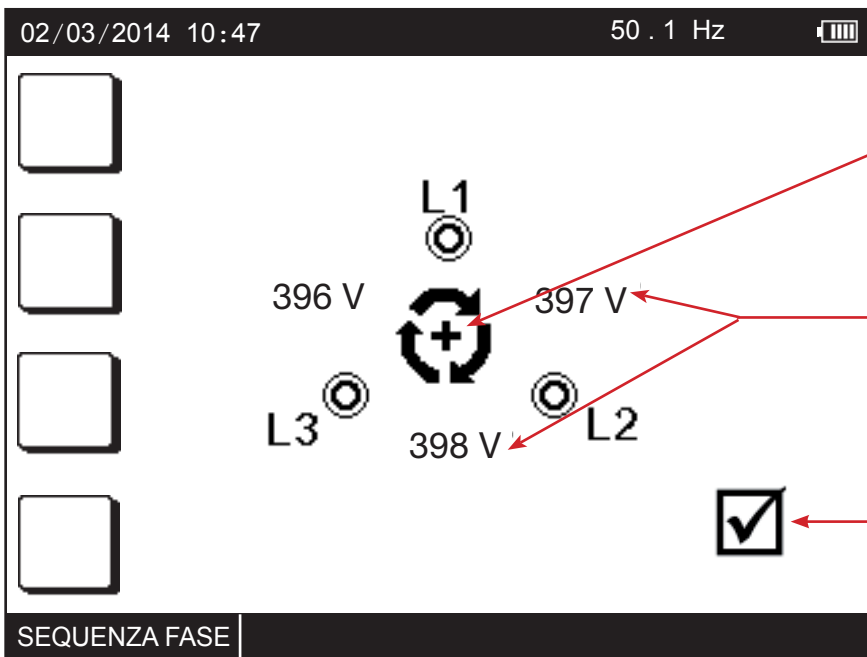 02/03/2014 10:47 50 . 1 Hz
L1
396 V 397 V
+
L3 L2
398 V
SEQUENZA FASE